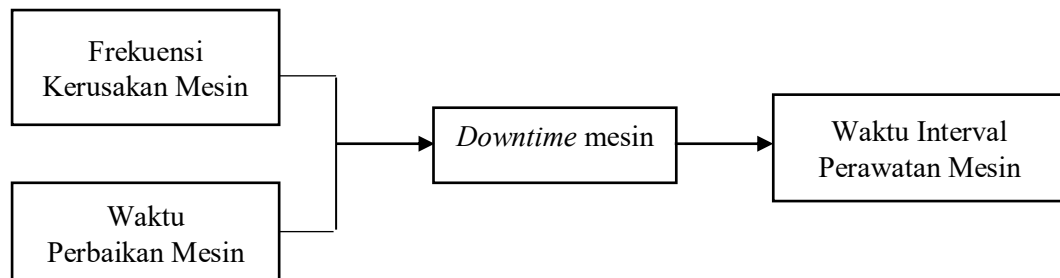 Frekuensi
Kerusakan Mesin
Waktu
Perbaikan Mesin
Downtime mesin
Waktu Interval
Perawatan Mesin